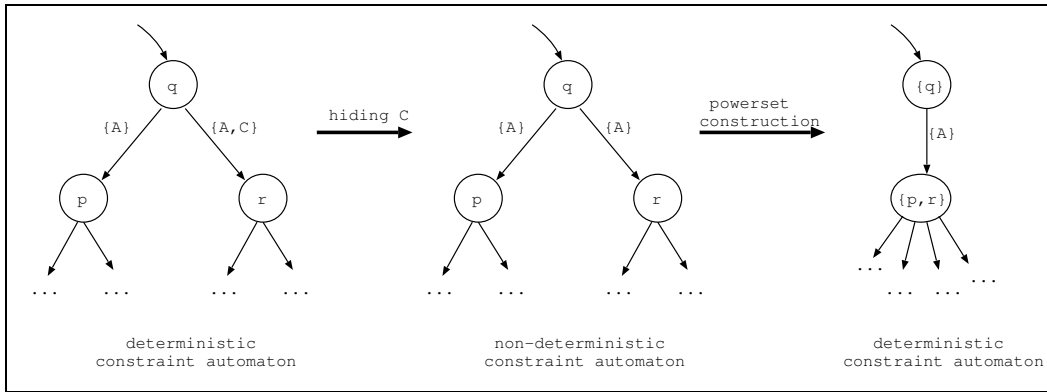 q
{A}
{A,C}
p
r
... ... ... ...
deterministic
constraint automaton
hiding C
q
{A}
{A}
p
r
... ... ... ...
non-deterministic
constraint automaton
powerset
construction
{q}
{A}
{p,r}
... ... ... ...
deterministic
constraint automaton